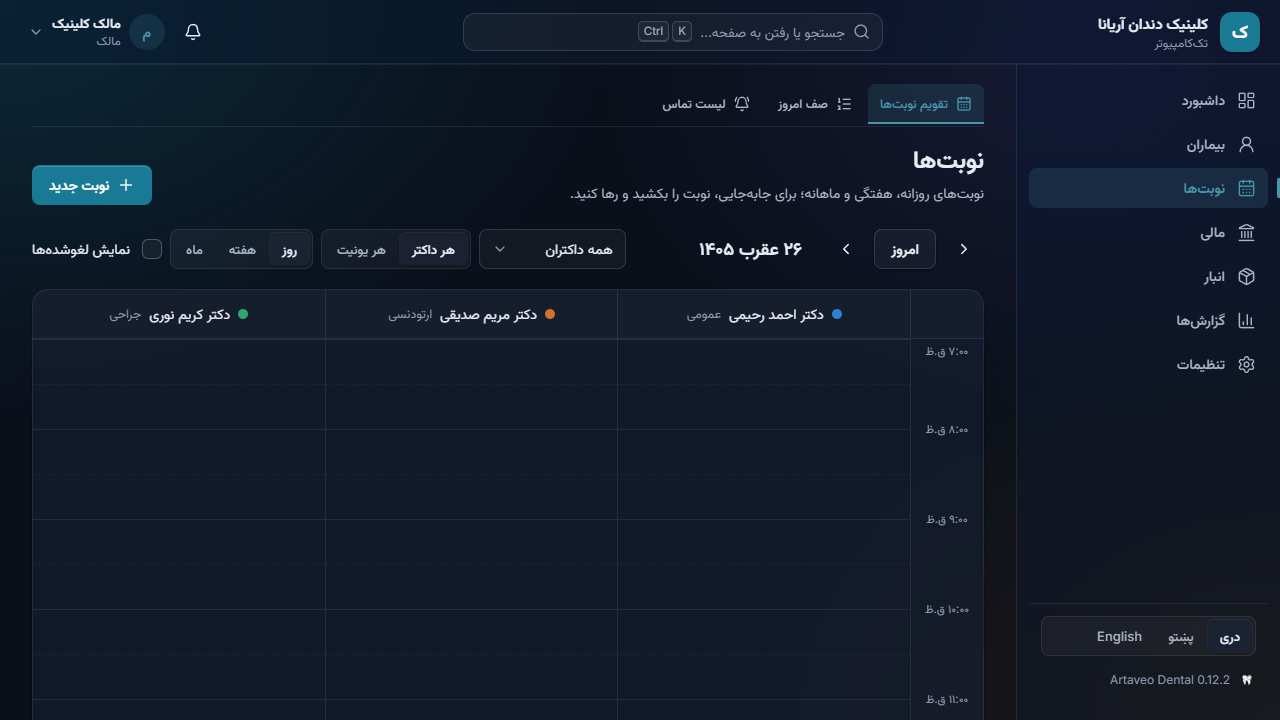 کلینیک دندان آریانا
تک‌کامپیوتر
جستجو یا رفتن به صفحه...
Ctrl K
مالک کلینیک
مالک
م
ک
داشبورد
بیماران
نوبت‌ها
مالی
انبار
گزارش‌ها
تنظیمات
دری
پښتو
English
Artaveo Dental 0.12.2
تقویم نوبت‌ها
صف امروز
لیست تماس
نوبت‌ها
نوبت‌های روزانه، هفتگی و ماهانه؛ برای جابه‌جایی، نوبت را بکشید و رها کنید.
نوبت جدید
امروز
۲۶ عقرب ۱۴۰۵
همه داکتران
هر داکتر
هر یونیت
روز
هفته
ماه
نمایش لغوشده‌ها
دکتر احمد رحیمی عمومی
دکتر مریم صدیقی ارتودنسی
دکتر کریم نوری جراحی
۷:۰۰ ق.ظ
۸:۰۰ ق.ظ
۹:۰۰ ق.ظ
۱۰:۰۰ ق.ظ
۱۱:۰۰ ق.ظ